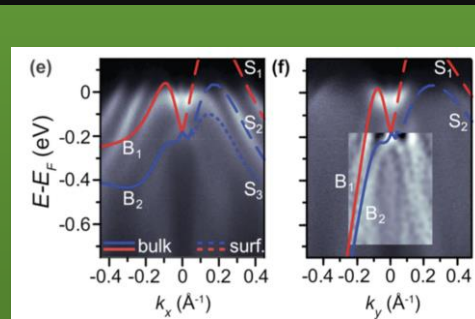 (e)
S₁
S₂
S₃
B₁
B₂
bulk
surf.
E-E_F (eV)
0
-0.2
-0.4
-0.6
-0.4 -0.2 0 0.2 0.4
kₓ (Å⁻¹)
(f)
S₁
S₂
B₁
B₂
-0.4 -0.2 0 0.2 0.4
k_y (Å⁻¹)